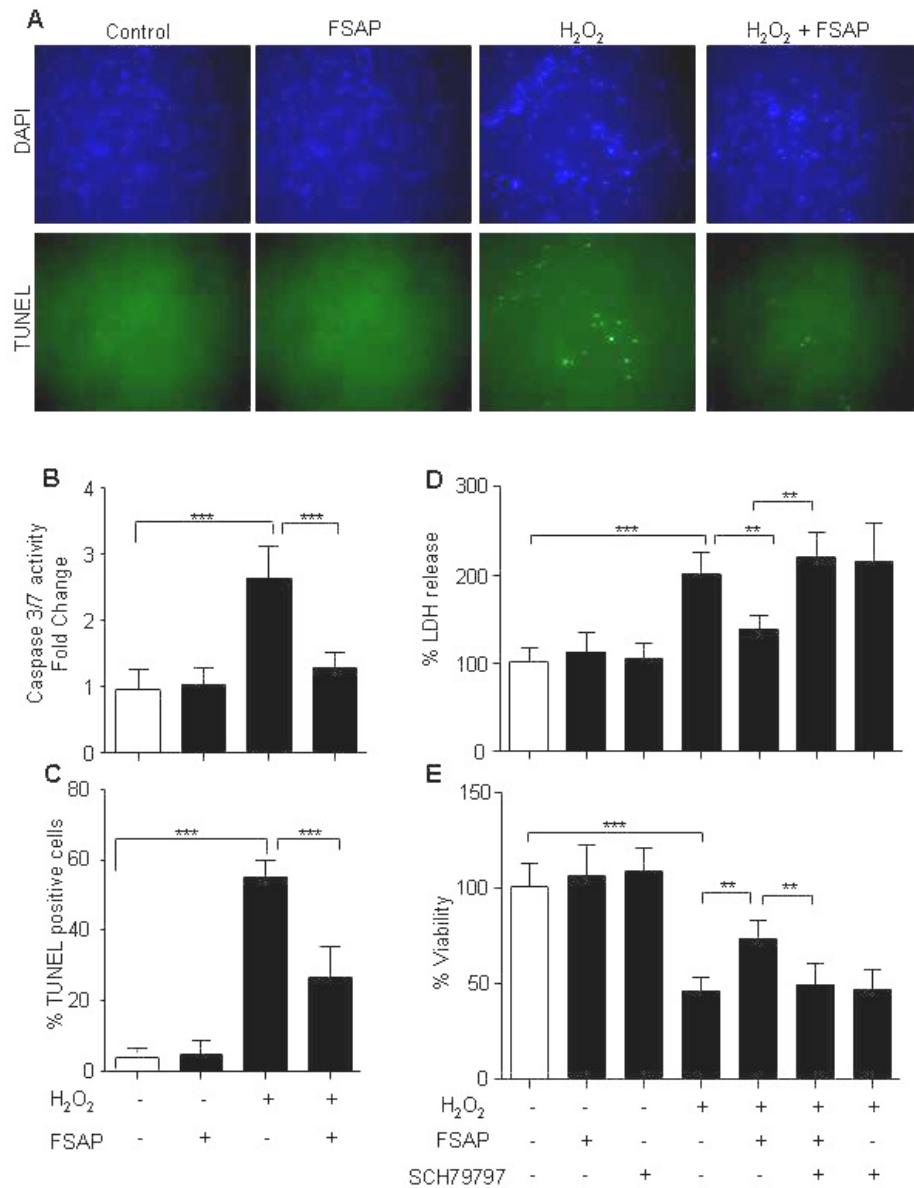 A
Control FSAP H₂O₂ H₂O₂ + FSAP
DAPI
TUNEL
B
Caspase 3/7 activity
Fold Change
4
3
2
1
0
*** ***
C
% TUNEL positive cells
80
60
40
20
0
*** ***
H₂O₂ - - + +
FSAP - + - +
D
% LDH release
300
200
100
0
*** ** **
E
% Viability
150
100
50
0
*** ** **
H₂O₂ - - - + + + +
FSAP - + - - + + -
SCH79797 - - + - - + +